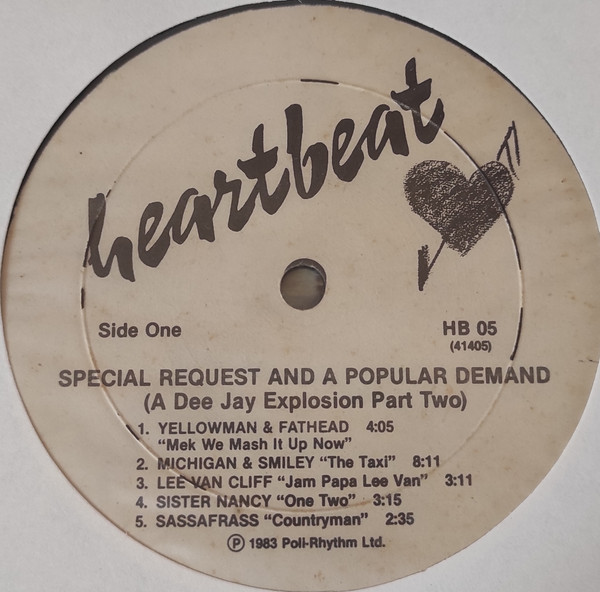 heartbeat
Side One
HB 05
(41405)
SPECIAL REQUEST AND A POPULAR DEMAND
(A Dee Jay Explosion Part Two)
1. YELLOWMAN & FATHEAD 4:05
"Mek We Mash It Up Now"
2. MICHIGAN & SMILEY "The Taxi" 8:11
3. LEE VAN CLIFF "Jam Papa Lee Van" 3:11
4. SISTER NANCY "One Two" 3:15
5. SASSAFRASS "Countryman" 2:35
Ⓟ 1983 Poli-Rhythm Ltd.